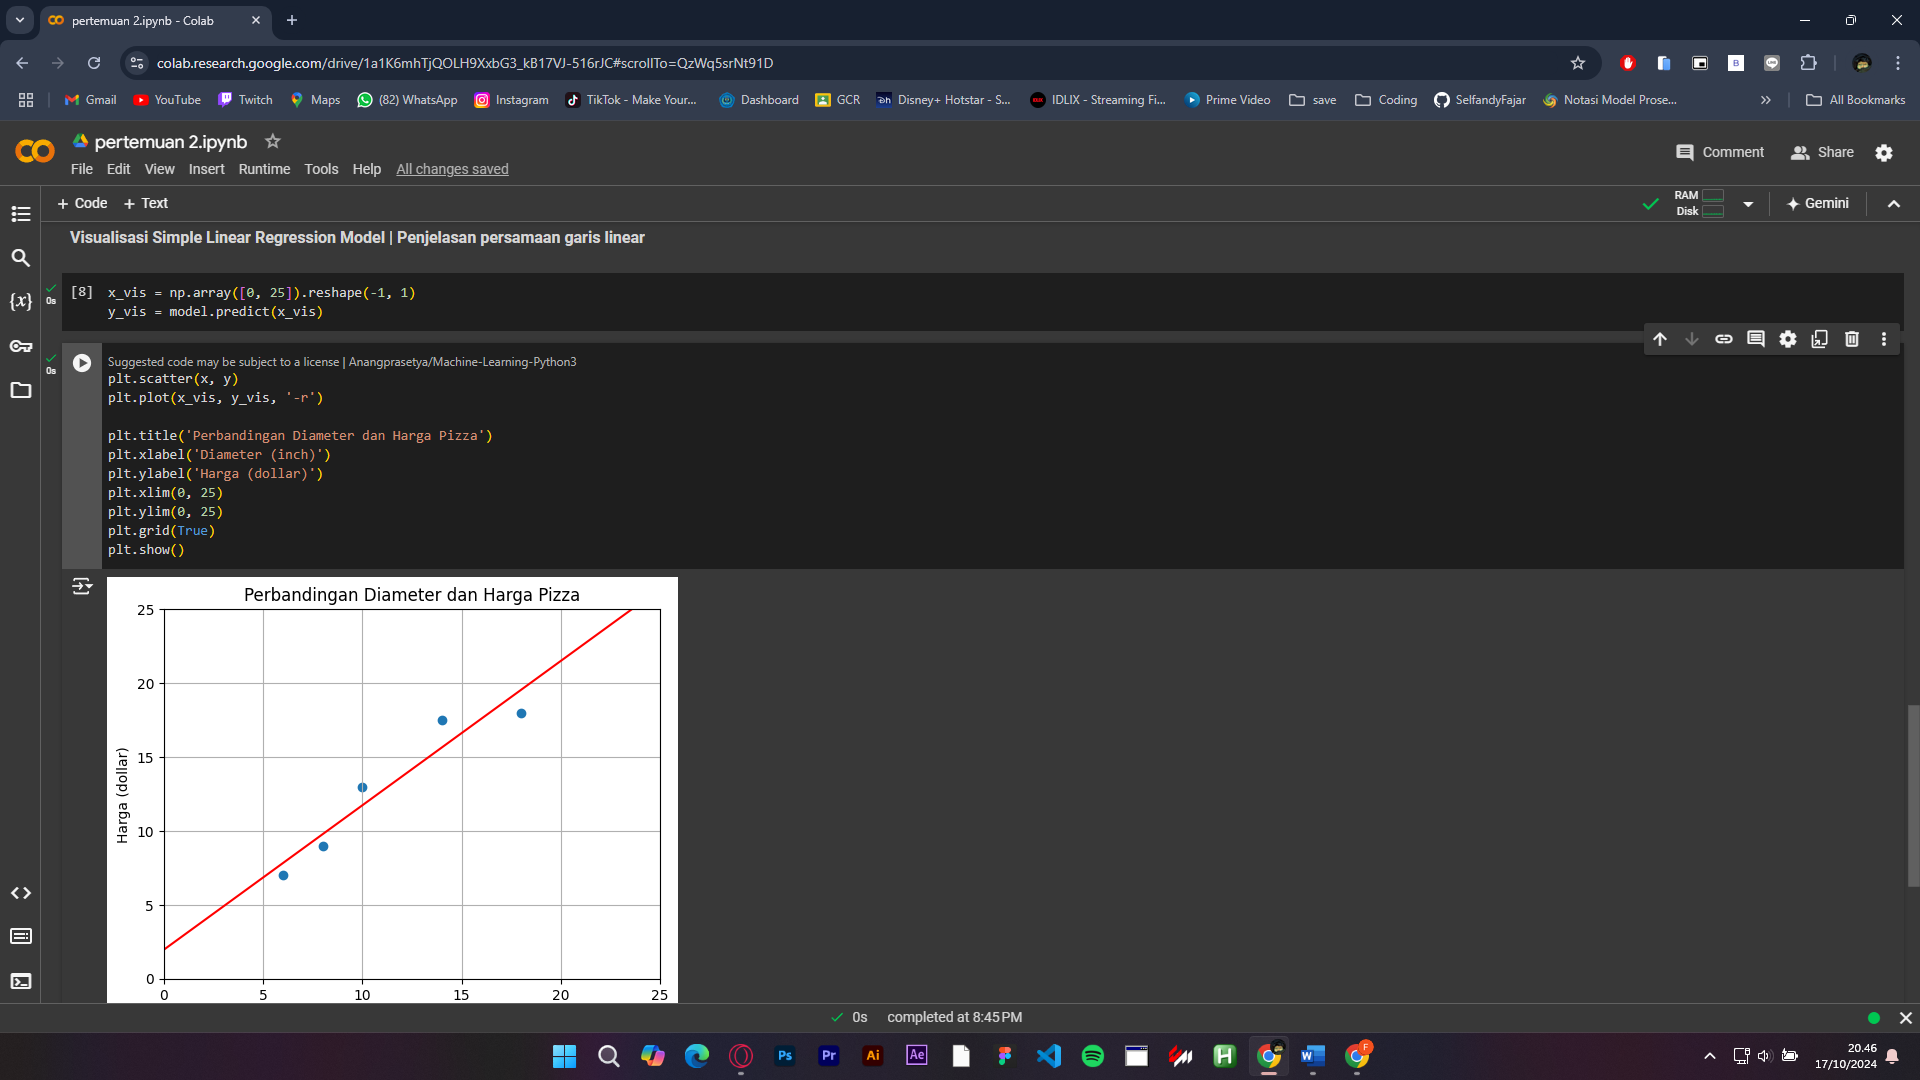 pertemuan 2.ipynb - Colab
colab.research.google.com/drive/1a1K6mhTjQOLH9XxbG3_kB17VJ-516rJC#scrollTo=QzWq5srNt91D
Gmail YouTube Twitch Maps (82) WhatsApp Instagram TikTok - Make Your... Dashboard GCR Disney+ Hotstar - S... IDLIX - Streaming Fi... Prime Video save Coding SelfandyFajar Notasi Model Prose... All Bookmarks
pertemuan 2.ipynb
Comment Share
File Edit View Insert Runtime Tools Help All changes saved
+ Code + Text
RAM
Disk
Gemini
Visualisasi Simple Linear Regression Model | Penjelasan persamaan garis linear
0s
[8] x_vis = np.array([0, 25]).reshape(-1, 1)
y_vis = model.predict(x_vis)
0s
Suggested code may be subject to a license | Anangprasetya/Machine-Learning-Python3
plt.scatter(x, y)
plt.plot(x_vis, y_vis, '-r')
plt.title('Perbandingan Diameter dan Harga Pizza')
plt.xlabel('Diameter (inch)')
plt.ylabel('Harga (dollar)')
plt.xlim(0, 25)
plt.ylim(0, 25)
plt.grid(True)
plt.show()
Perbandingan Diameter dan Harga Pizza
25
20
15
10
5
0
Harga (dollar)
0 5 10 15 20 25
0s completed at 8:45 PM
20.46
17/10/2024